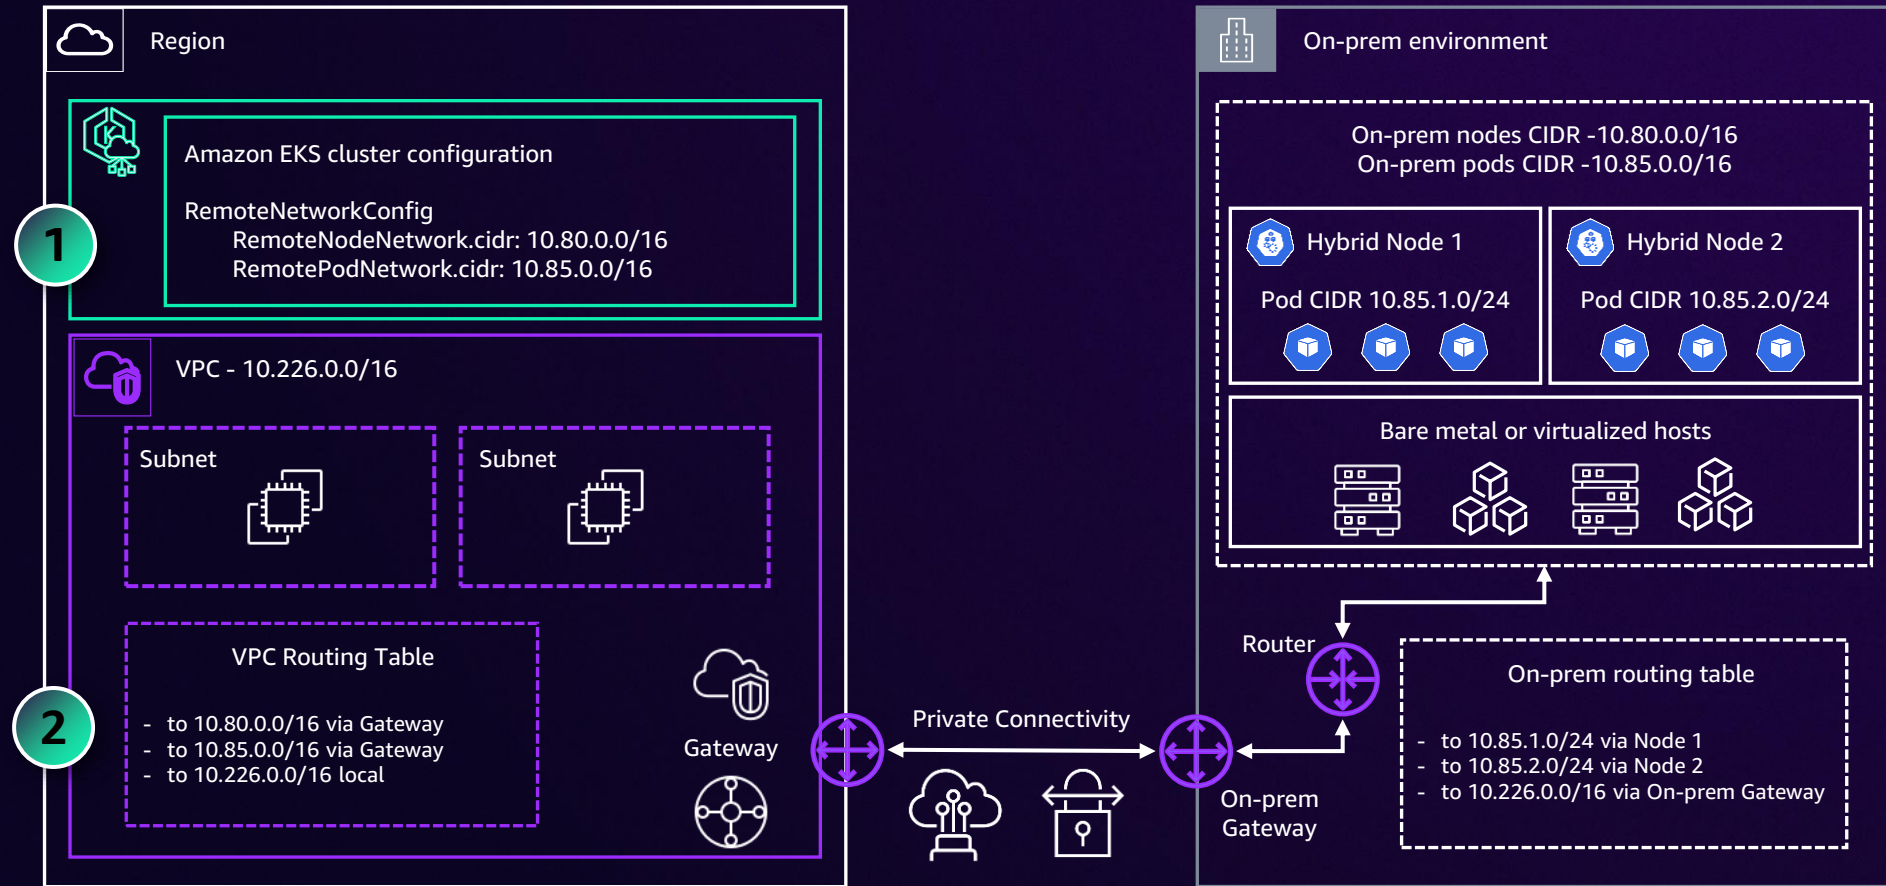 Region
1
Amazon EKS cluster configuration
RemoteNetworkConfig
RemoteNodeNetwork.cidr: 10.80.0.0/16
RemotePodNetwork.cidr: 10.85.0.0/16
VPC - 10.226.0.0/16
Subnet
Subnet
2
VPC Routing Table
- to 10.80.0.0/16 via Gateway
- to 10.85.0.0/16 via Gateway
- to 10.226.0.0/16 local
Gateway
Private Connectivity
On-prem environment
On-prem nodes CIDR -10.80.0.0/16
On-prem pods CIDR -10.85.0.0/16
Hybrid Node 1
Pod CIDR 10.85.1.0/24
Hybrid Node 2
Pod CIDR 10.85.2.0/24
Bare metal or virtualized hosts
Router
On-prem
Gateway
On-prem routing table
- to 10.85.1.0/24 via Node 1
- to 10.85.2.0/24 via Node 2
- to 10.226.0.0/16 via On-prem Gateway